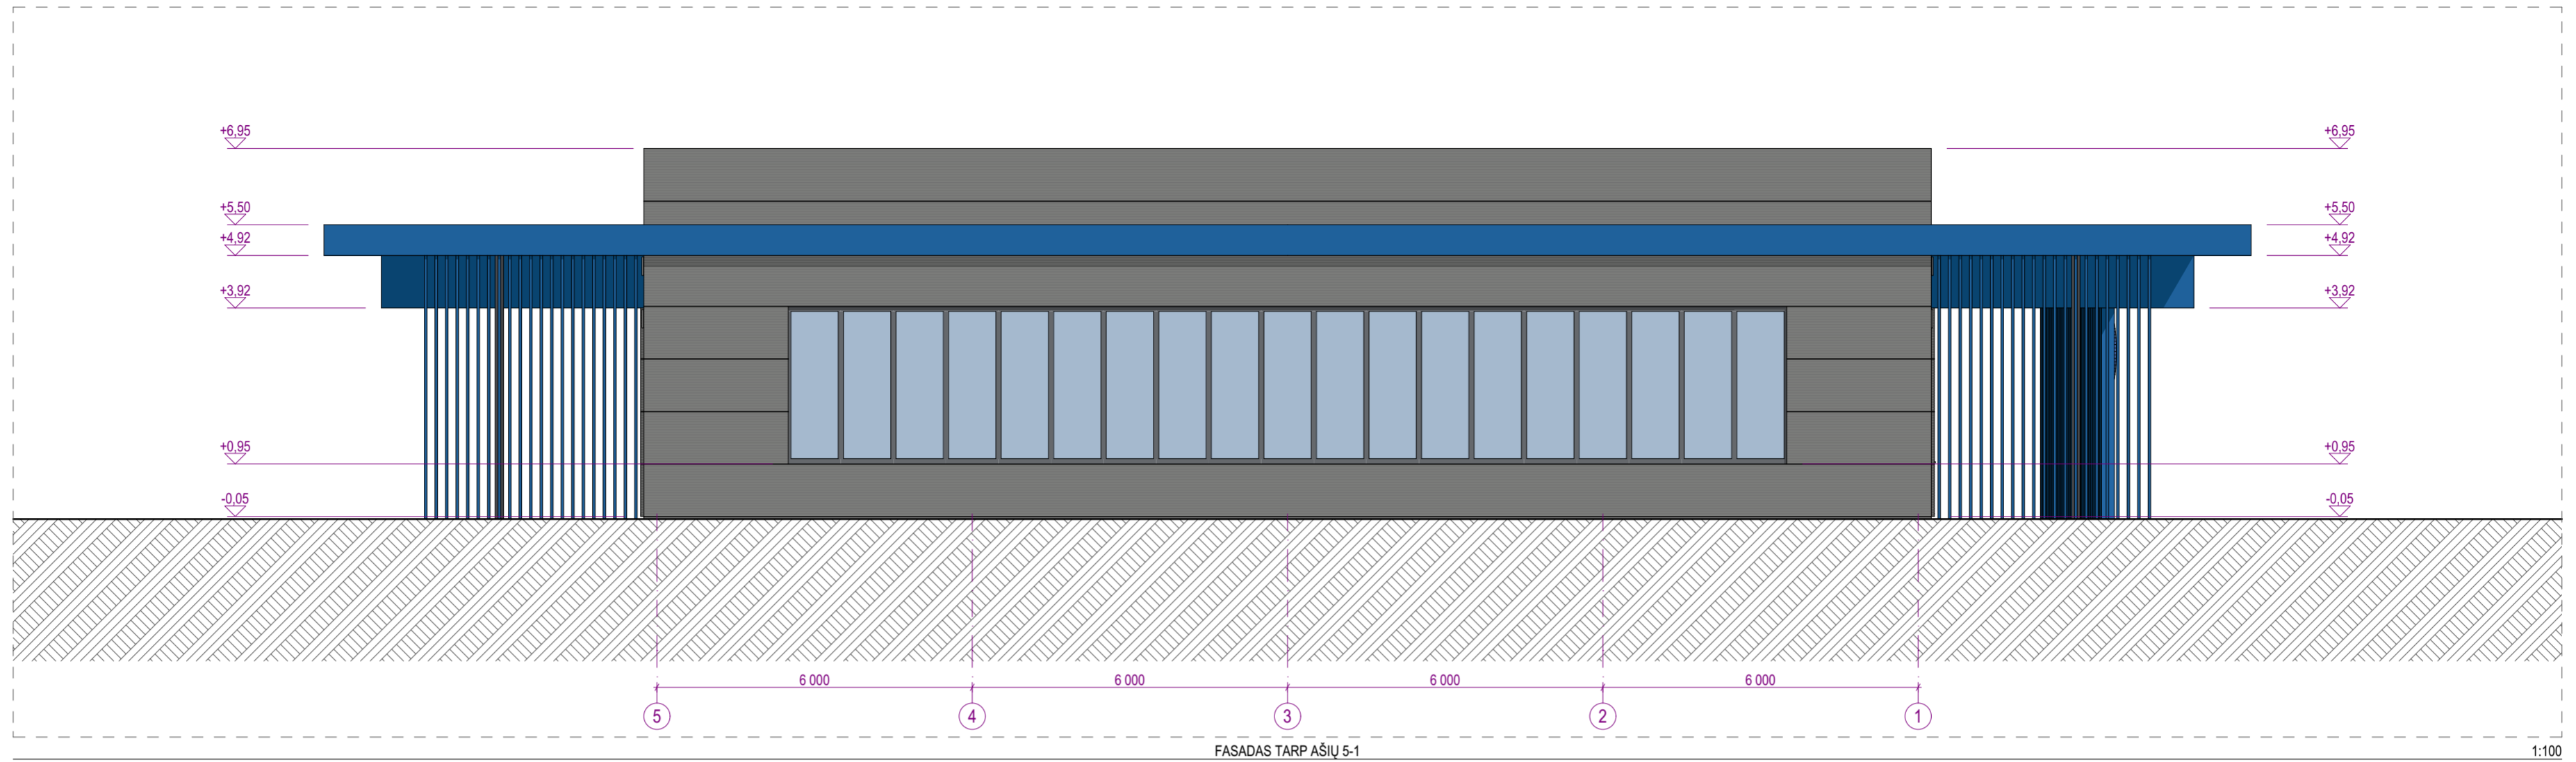 +6,95 +6,95
+5,50 +5,50
+4,92 +4,92
+3,92 +3,92
+0,95 +0,95
-0,05 -0,05
6 000 6 000 6 000 6 000
5 4 3 2 1
FASADAS TARP AŠIŲ 5-1 1:100